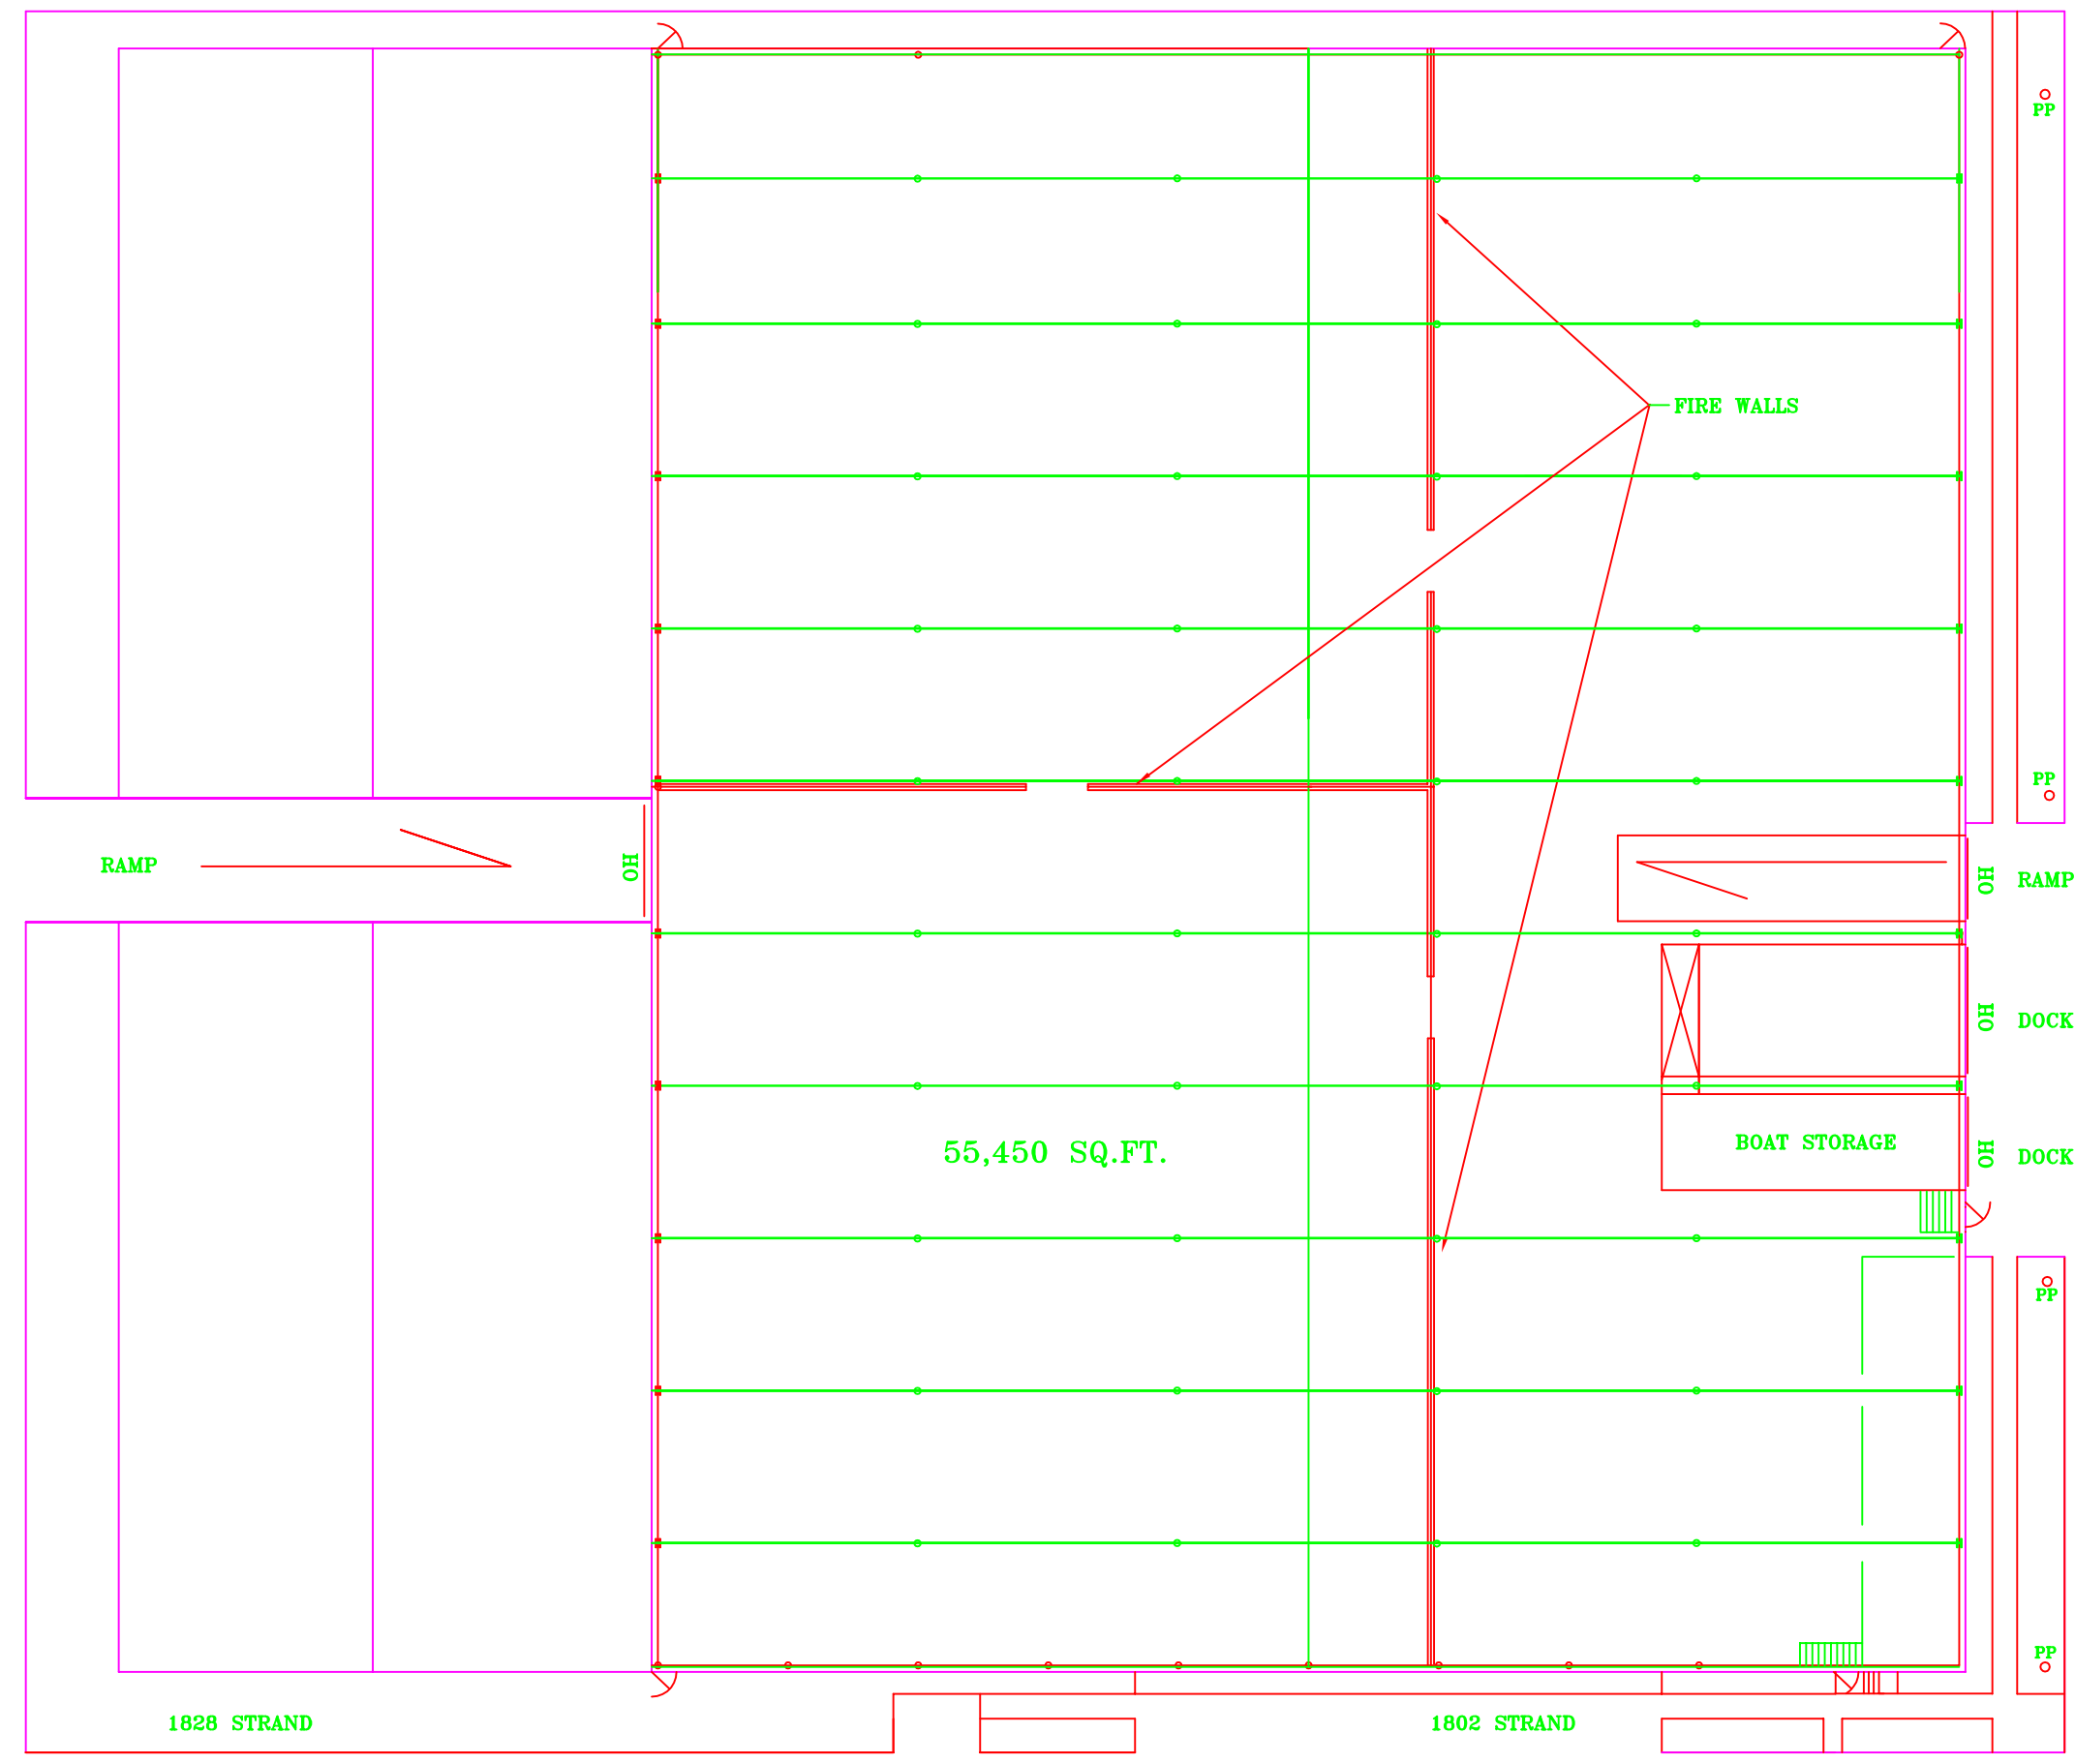 PP
FIRE WALLS
PP
RAMP
OH
OH
RAMP
OH
DOCK
55,450 SQ.FT.
BOAT STORAGE
OH
DOCK
PP
PP
1828 STRAND
1802 STRAND